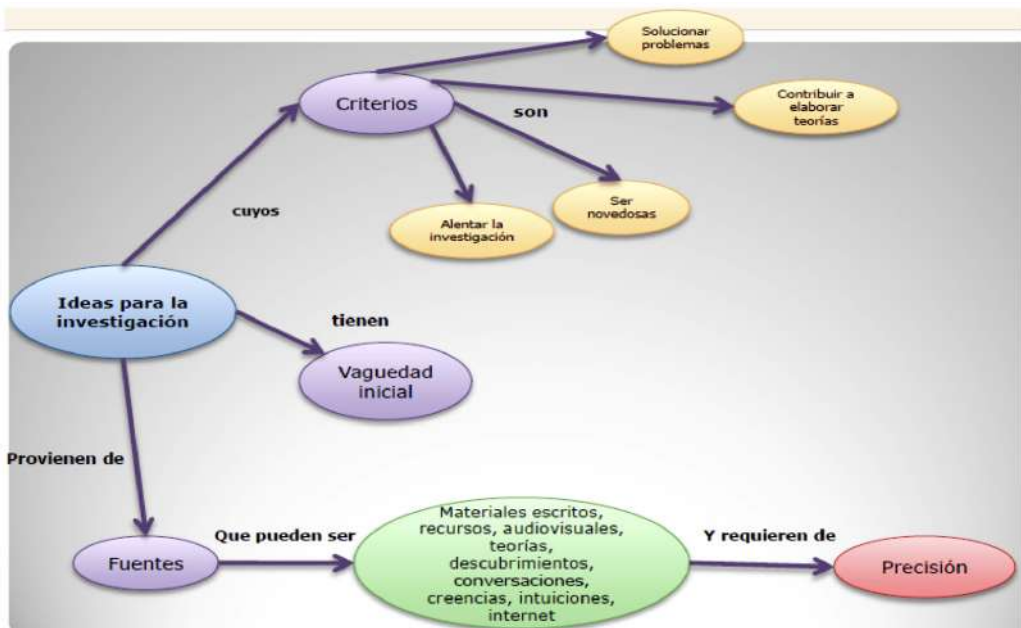 Solucionar
problemas
Criterios
son
Contribuir a
elaborar
teorías
cuyos
Alentar la
investigación
Ser
novedosas
Ideas para la
investigación
tienen
Vaguedad
inicial
Provienen de
Fuentes
Que pueden ser
Materiales escritos,
recursos, audiovisuales,
teorías,
descubrimientos,
conversaciones,
creencias, intuiciones,
internet
Y requieren de
Precisión